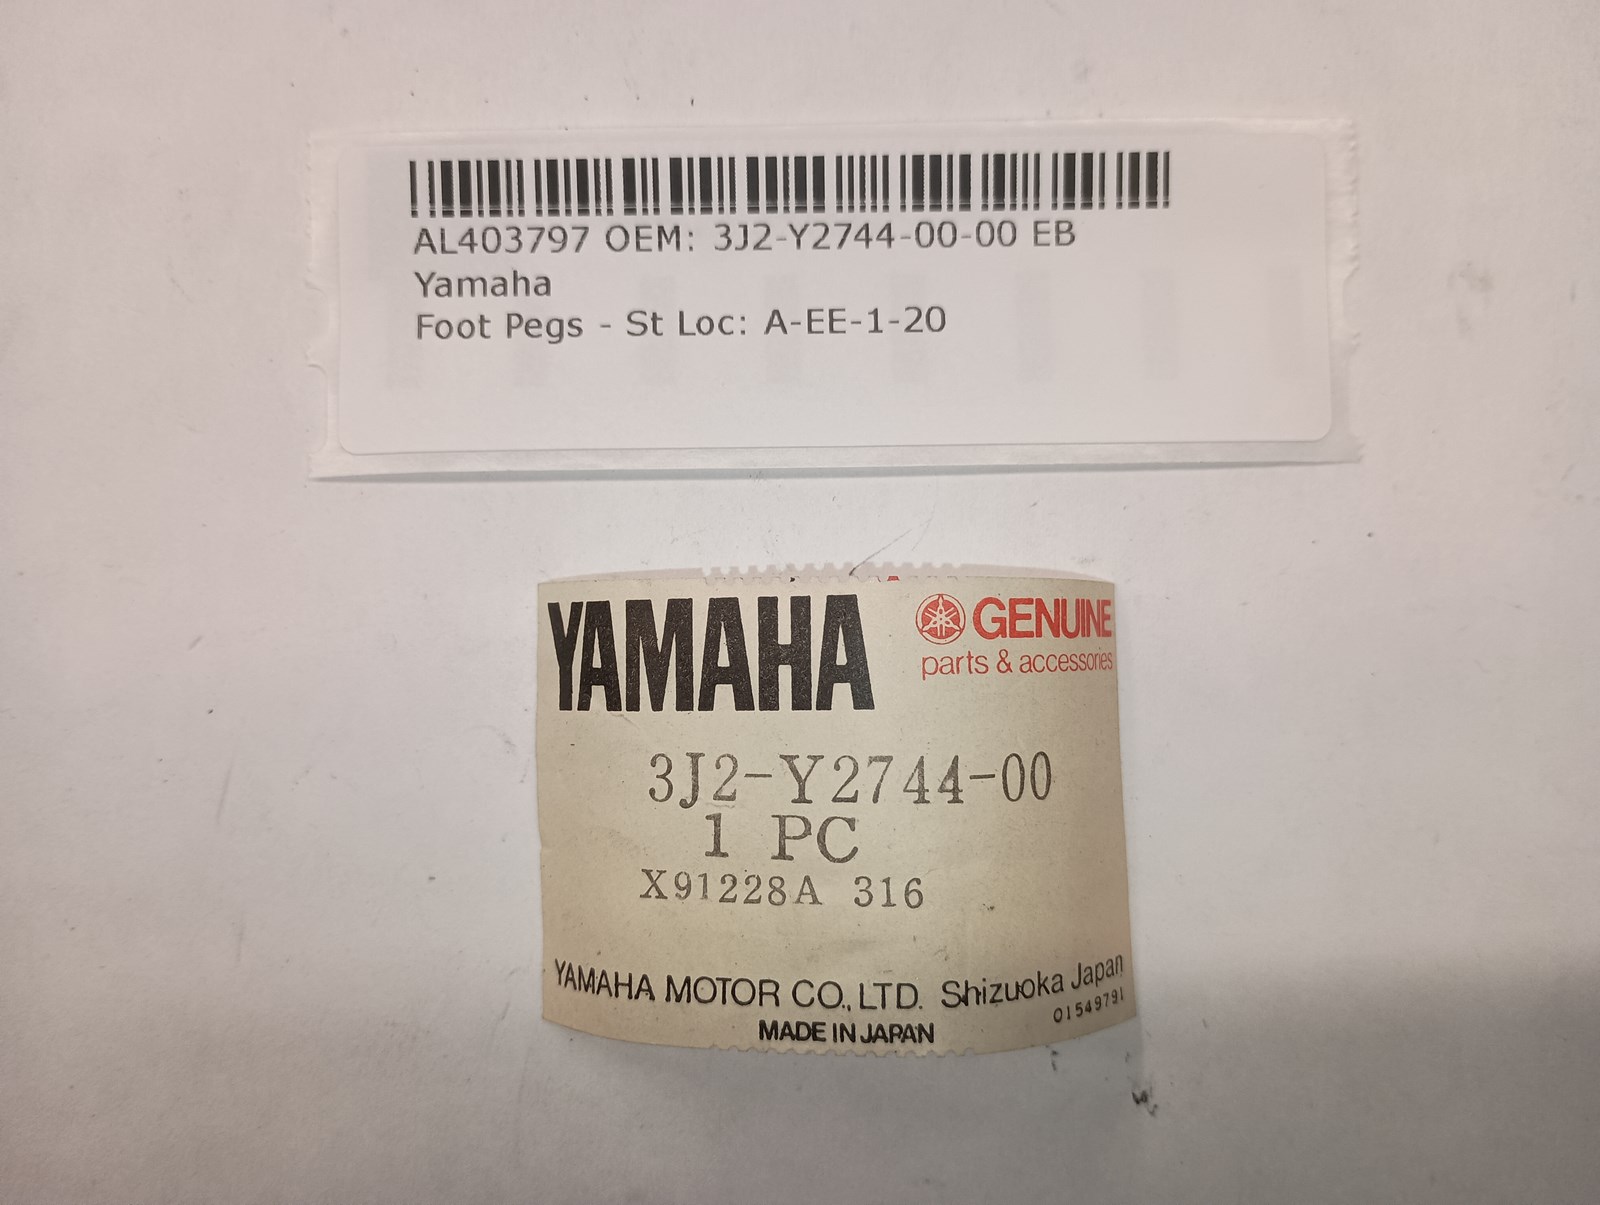 AL403797 OEM: 3J2-Y2744-00-00 EB
Yamaha
Foot Pegs - St Loc: A-EE-1-20
YAMAHA
GENUINE
parts & accessories
3J2-Y2744-00
1 PC
X91228A 316
YAMAHA MOTOR CO., LTD. Shizuoka Japan
01549791
MADE IN JAPAN